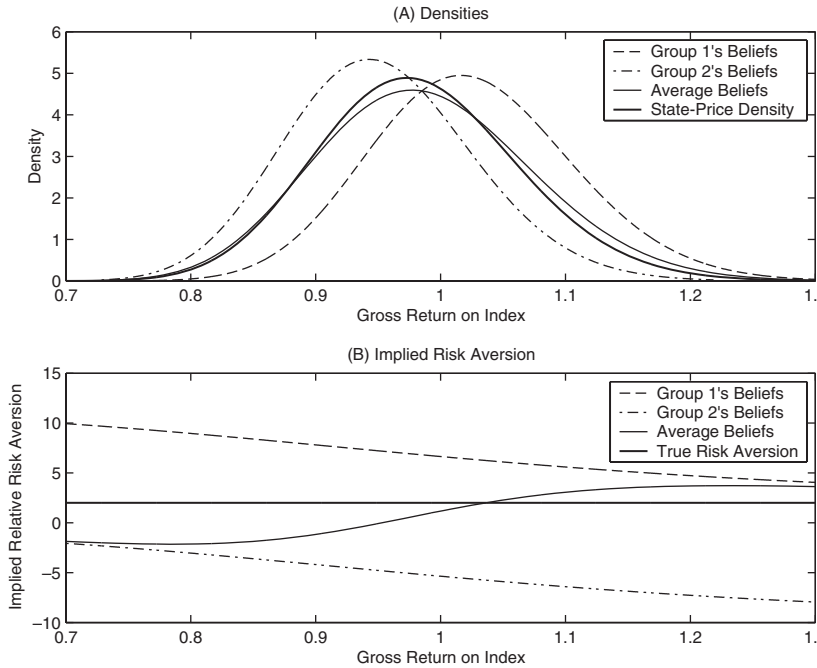 (A) Densities
6
5
4
3
2
1
0
Density
Group 1's Beliefs
Group 2's Beliefs
Average Beliefs
State-Price Density
0.7 0.8 0.9 1 1.1 1.2 1.
Gross Return on Index
(B) Implied Risk Aversion
15
10
5
0
−5
−10
Implied Relative Risk Aversion
Group 1's Beliefs
Group 2's Beliefs
Average Beliefs
True Risk Aversion
0.7 0.8 0.9 1 1.1 1.2 1.
Gross Return on Index